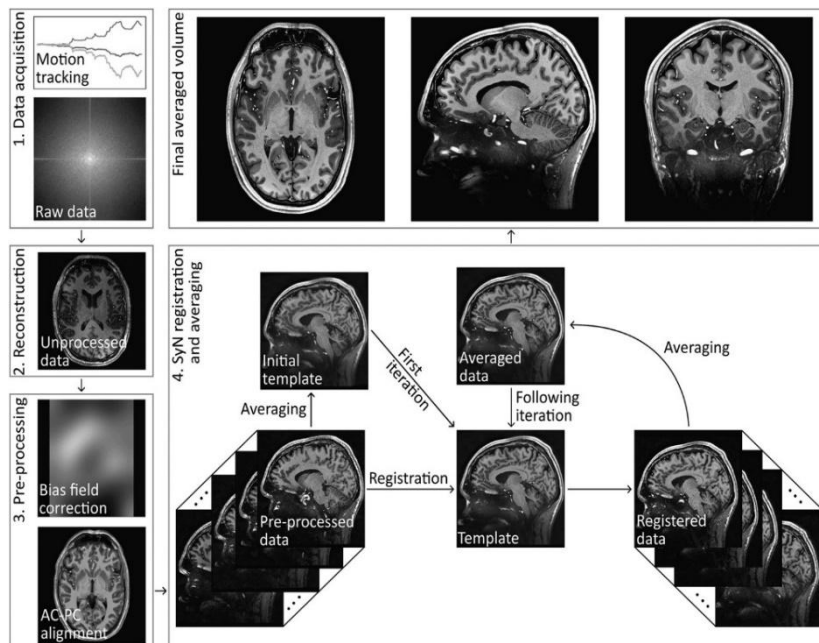 1. Data acquisition
Motion
tracking
Raw data
2. Reconstruction
Unprocessed
data
3. Pre-processing
Bias field
correction
AC-PC
alignment
Final averaged volume
4. SyN registration
and averaging
Initial
template
Averaging
First
iteration
Pre-processed
data
Registration
Averaged
data
Following
iteration
Template
Averaging
Registered
data